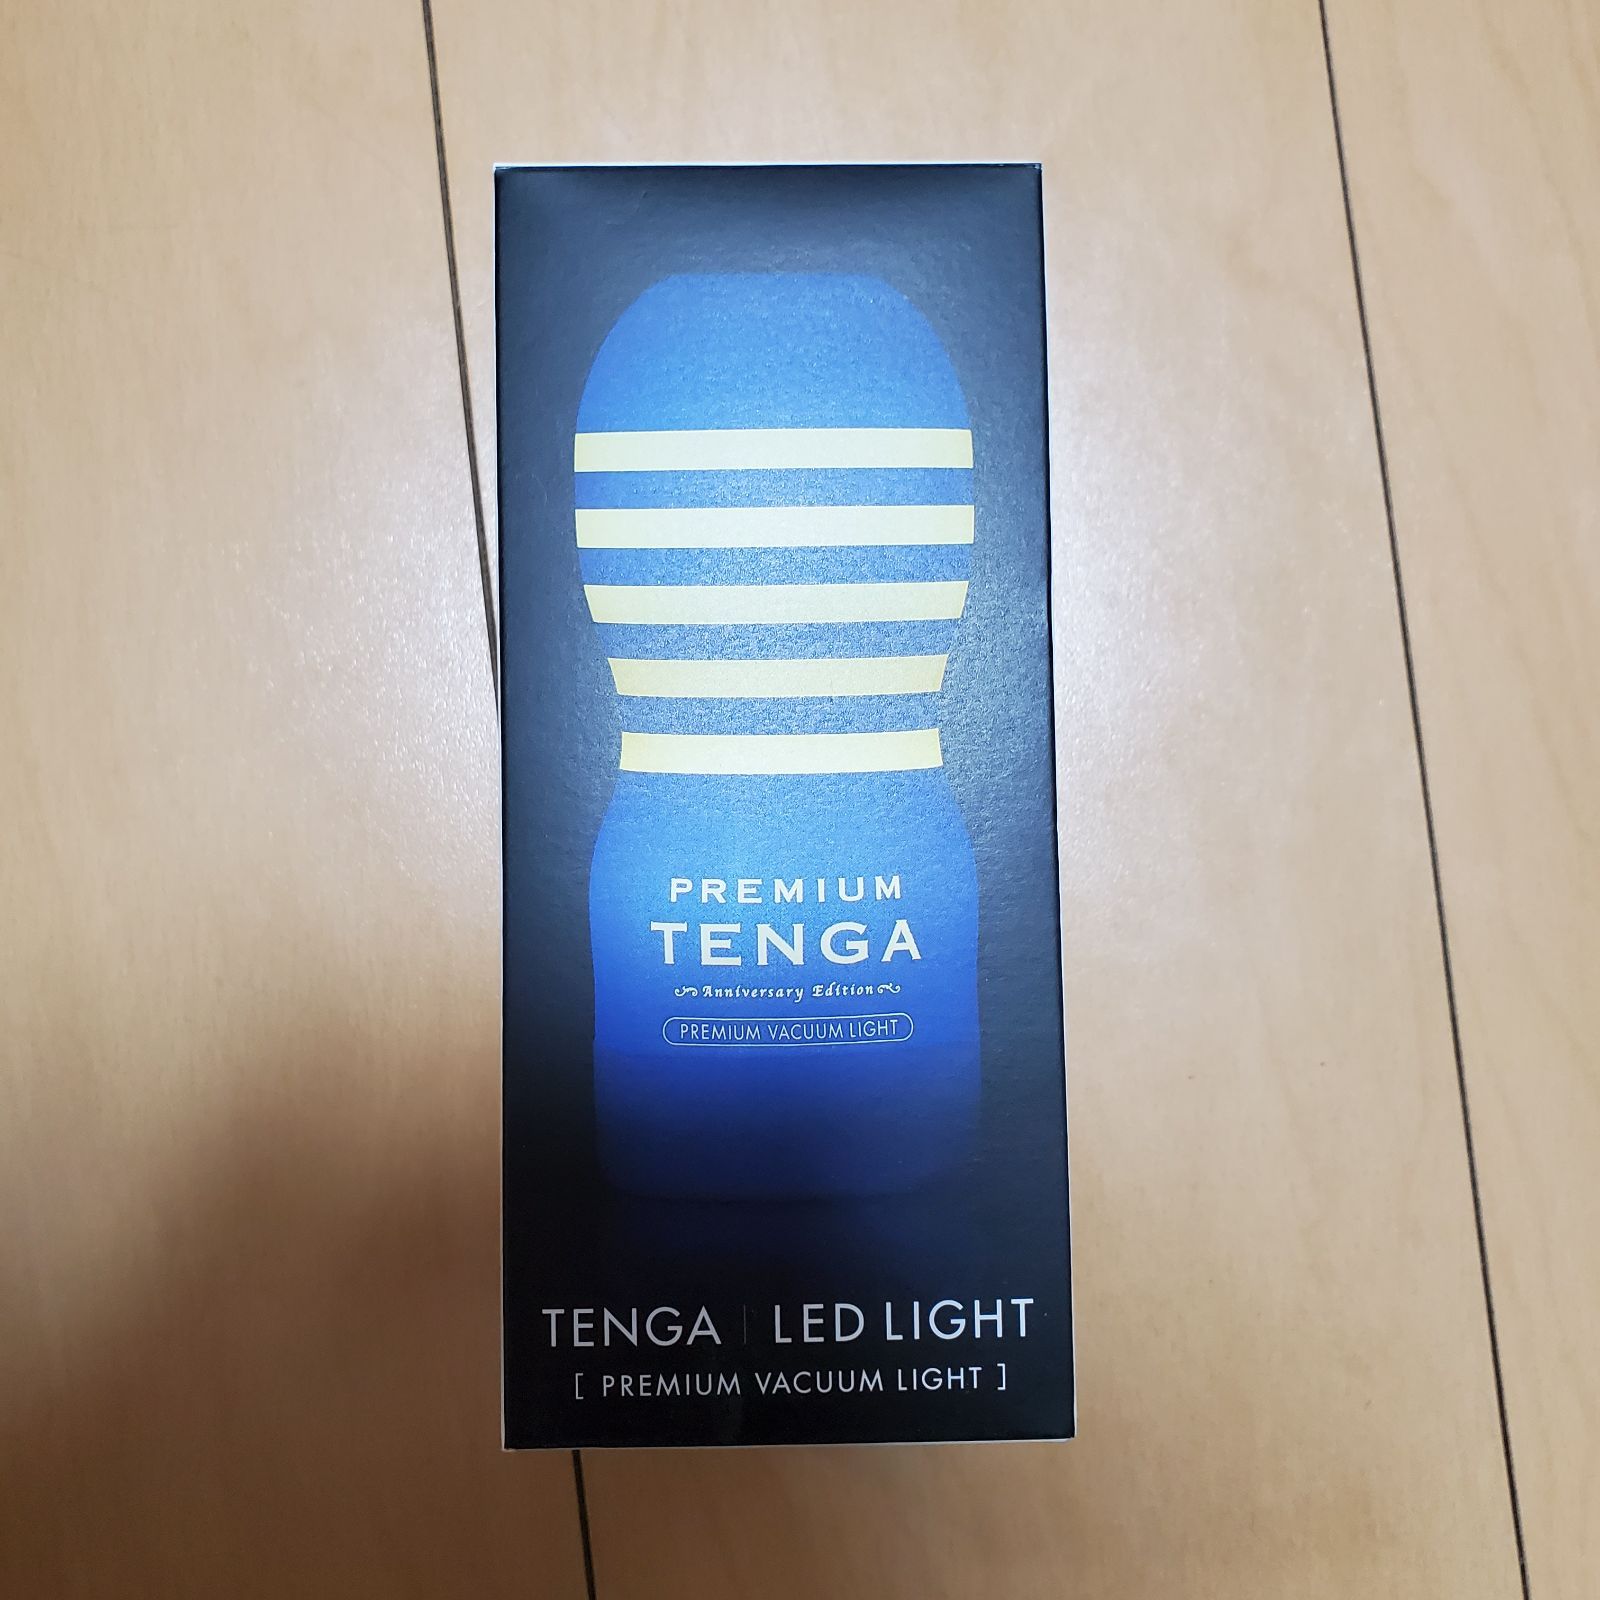 PREMIUM
TENGA
Anniversary Edition
PREMIUM VACUUM LIGHT
TENGA | LED LIGHT
[ PREMIUM VACUUM LIGHT ]